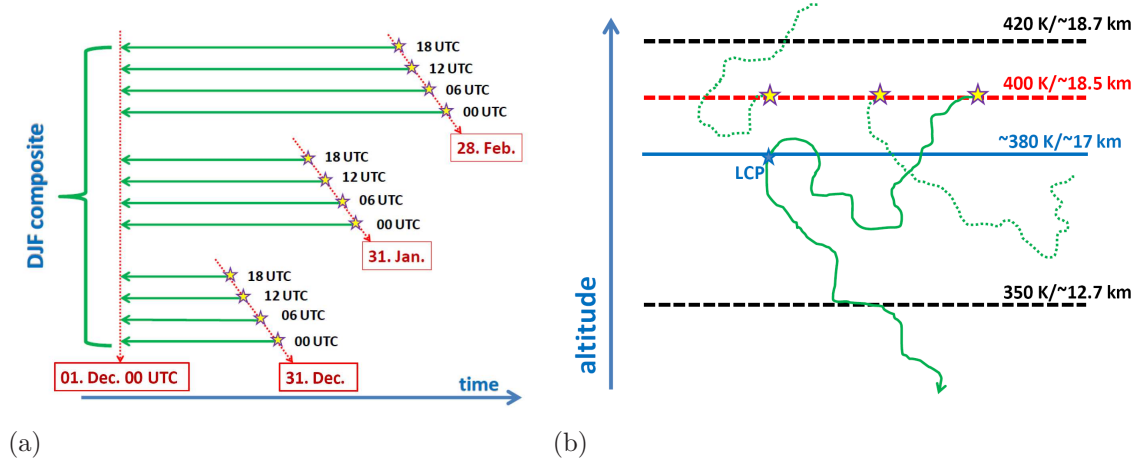 18 UTC
12 UTC
06 UTC
00 UTC
28. Feb.
18 UTC
12 UTC
06 UTC
00 UTC
31. Jan.
18 UTC
12 UTC
06 UTC
00 UTC
DJF composite
01. Dec. 00 UTC
31. Dec.
time
(a)
420 K/~18.7 km
400 K/~18.5 km
~380 K/~17 km
LCP
350 K/~12.7 km
altitude
(b)